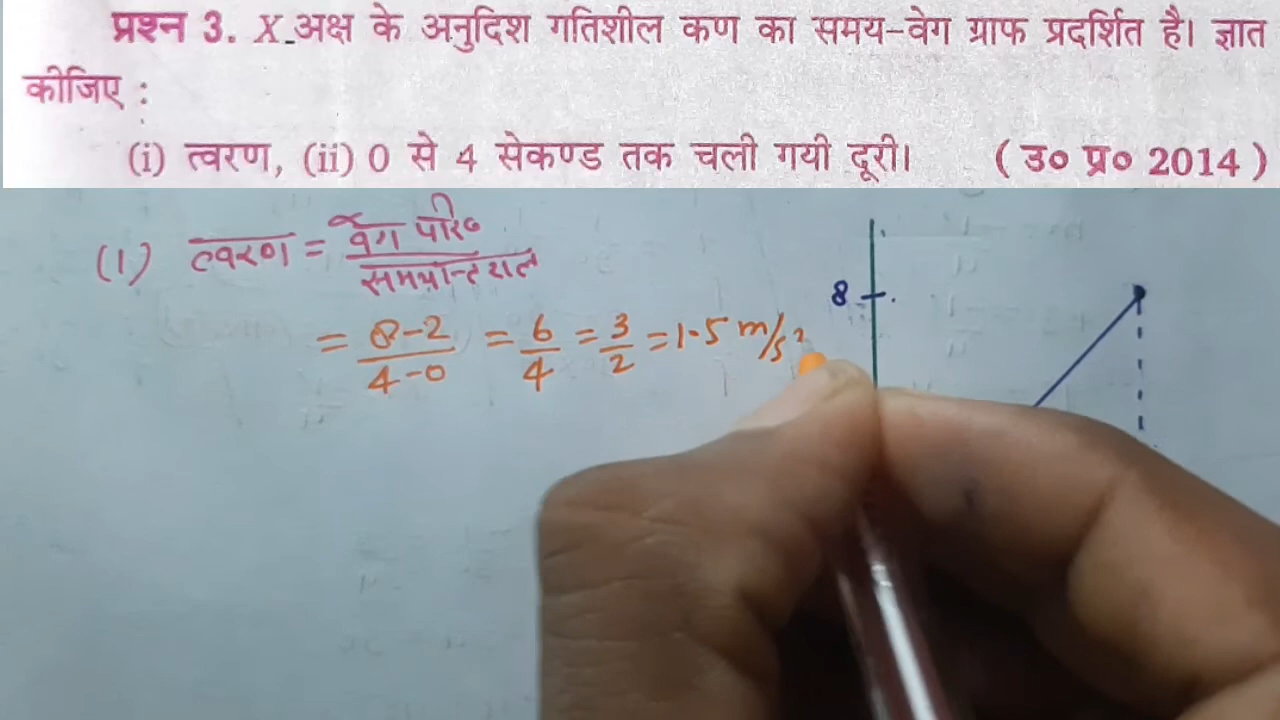 प्रश्न 3. X-अक्ष के अनुदिश गतिशील कण का समय-वेग ग्राफ प्रदर्शित है। ज्ञात
कीजिए :
(i) त्वरण, (ii) 0 से 4 सेकण्ड तक चली गयी दूरी। ( उ० प्र० 2014 )
(1) त्वरण = वेग परि० / समयान्तराल
= 8-2 / 4-0 = 6/4 = 3/2 = 1.5 m/s²
8